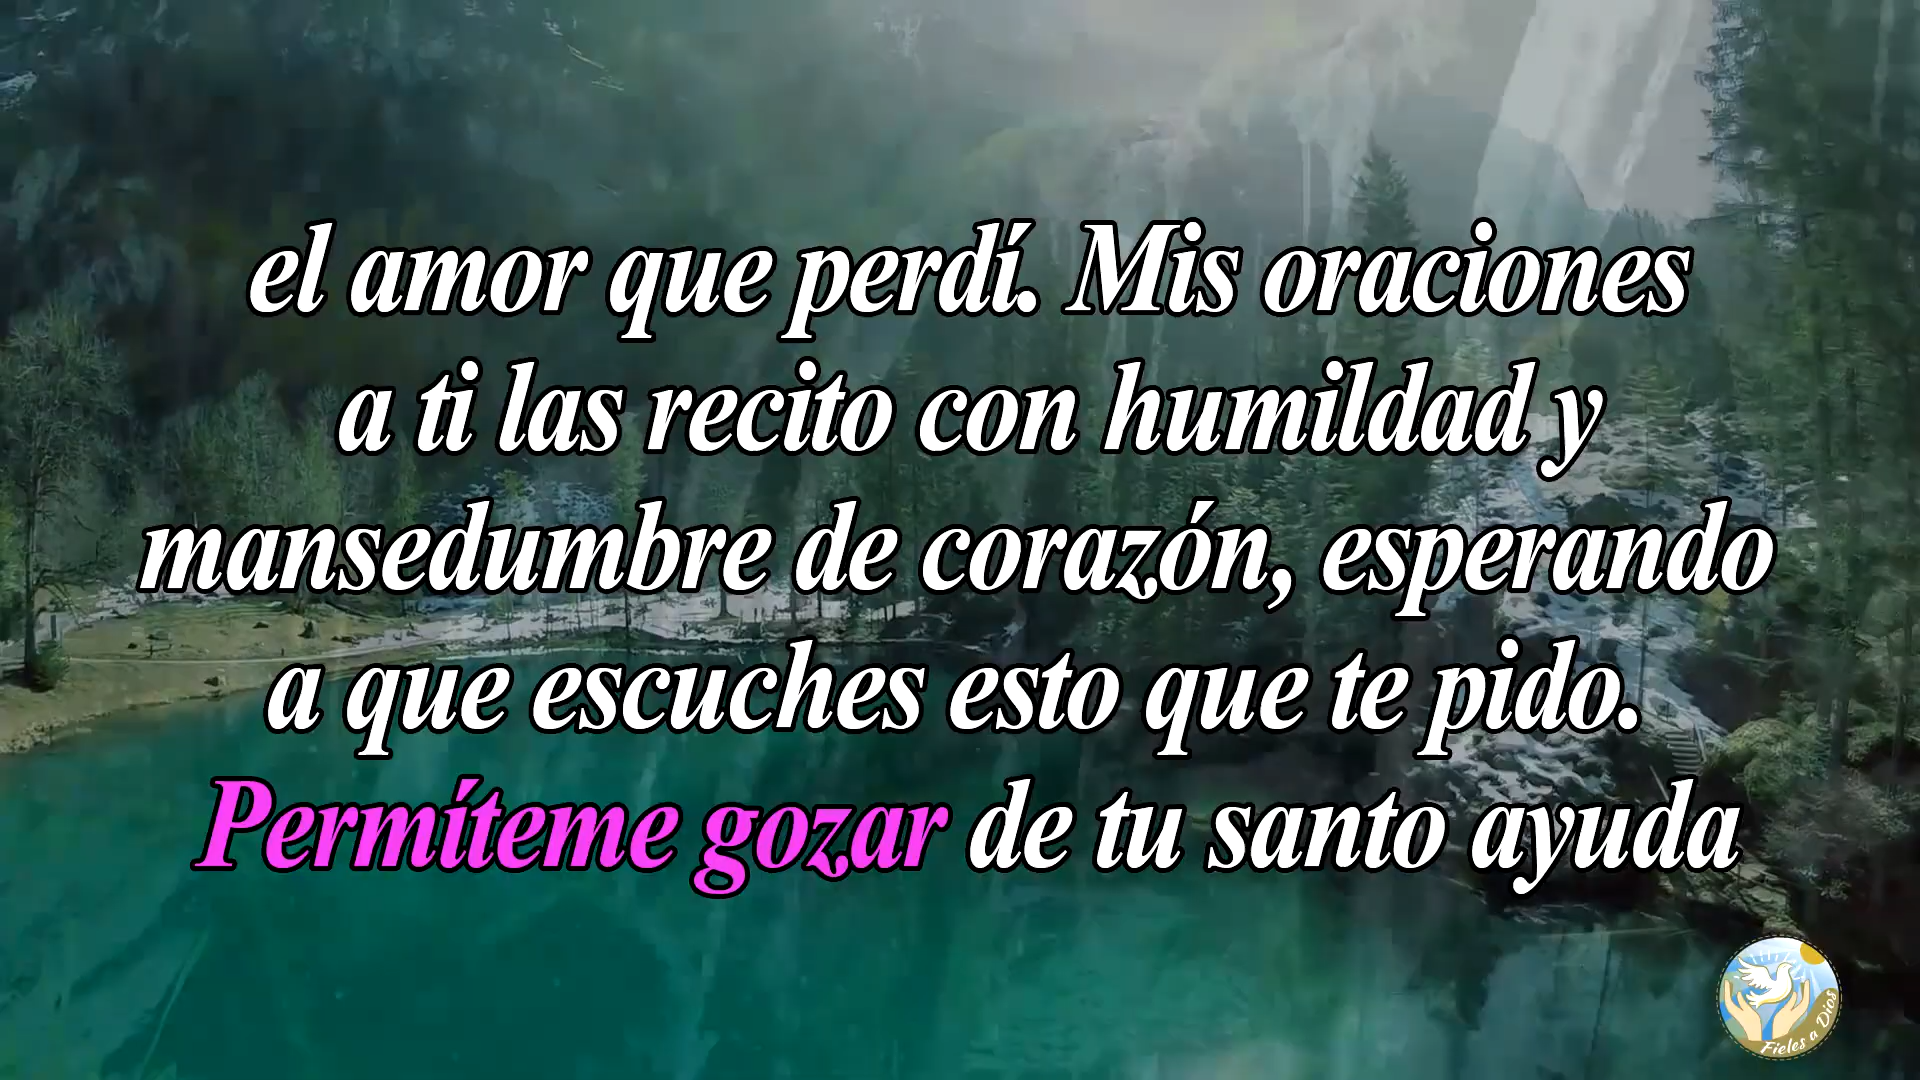 el amor que perdí. Mis oraciones
a ti las recito con humildad y
mansedumbre de corazón, esperando
a que escuches esto que te pido.
Permíteme gozar de tu santo ayuda
Fieles a Dios